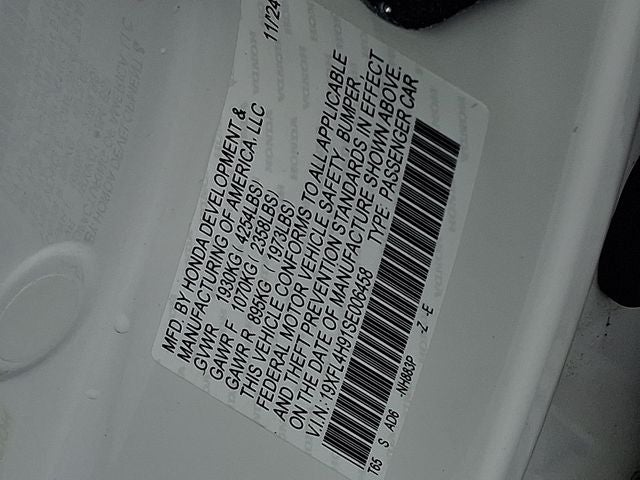 MFD. BY HONDA DEVELOPMENT & 11/24
MANUFACTURING OF AMERICA, LLC
GVWR 1930KG ( 4254LBS)
GAWR F 1070KG ( 2358LBS)
GAWR R 895KG ( 1973LBS)
THIS VEHICLE CONFORMS TO ALL APPLICABLE
FEDERAL MOTOR VEHICLE SAFETY, BUMPER,
AND THEFT PREVENTION STANDARDS IN EFFECT
ON THE DATE OF MANUFACTURE SHOWN ABOVE.
V.I.N.: 19XFL4H91SE006458 TYPE: PASSENGER CAR
T65 S AD6 -NH883P -Z -E